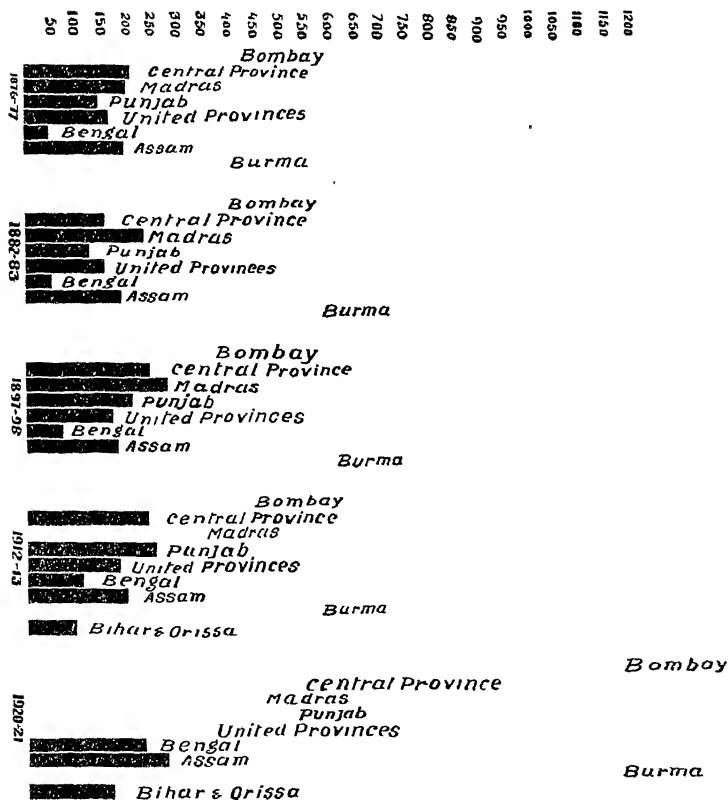 50 100 150 200 250 300 350 400 450 500 550 600 650 700 750 800 850 900 950 1000 1050 1100 1150 1200
1876-77
Bombay
Central Province
Madras
Punjab
United Provinces
Bengal
Assam
Burma
1882-83
Bombay
Central Province
Madras
Punjab
United Provinces
Bengal
Assam
Burma
1897-98
Bombay
Central Province
Madras
Punjab
United Provinces
Bengal
Assam
Burma
1912-13
Bombay
Central Province
Madras
Punjab
United Provinces
Bengal
Assam
Burma
Bihar & Orissa
1920-21
Bombay
Central Province
Madras
Punjab
United Provinces
Bengal
Assam
Burma
Bihar & Orissa